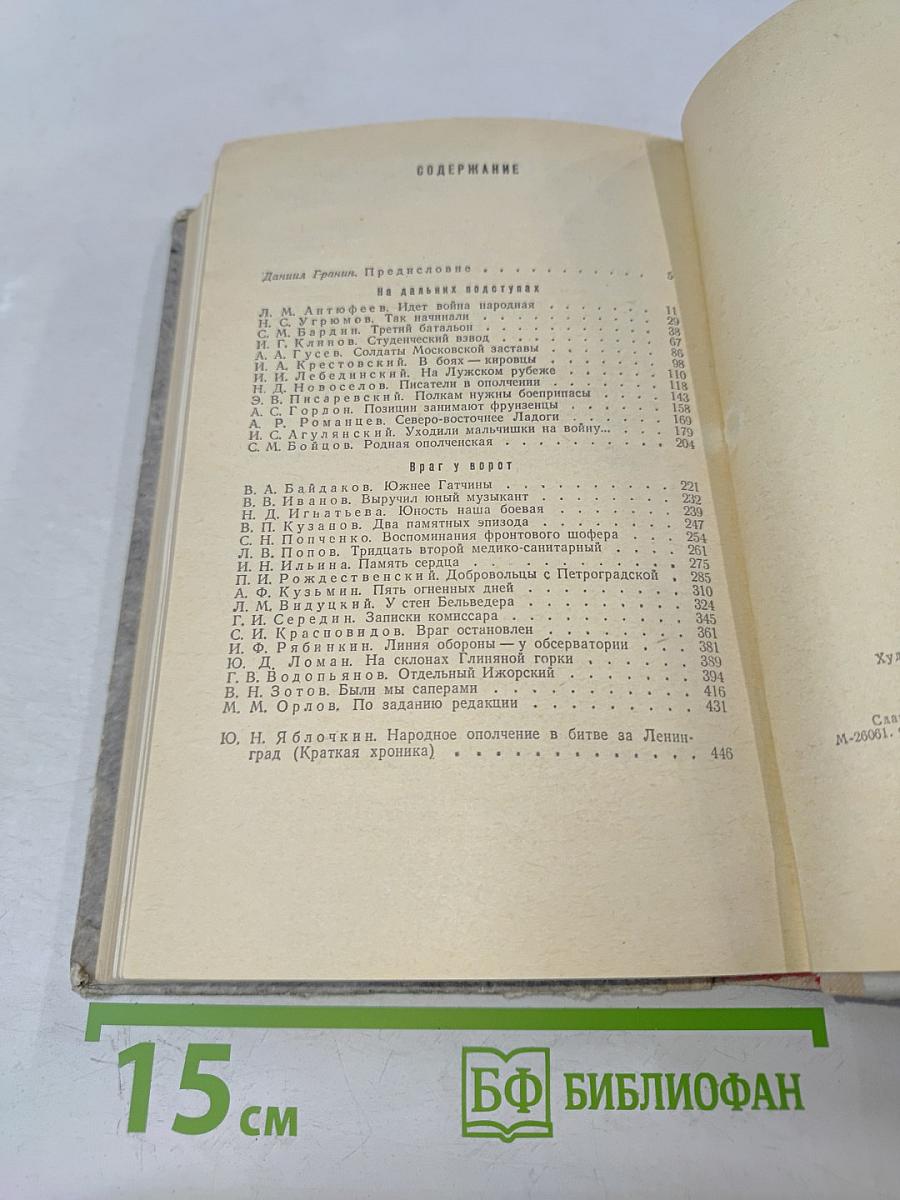 СОДЕРЖАНИЕ
Даниил Гранин. Предисловие . . . . . . . . . . 5
На дальних подступах
Л. М. Антюфеев. Идет война народная . . . . . . . 11
Н. С. Угрюмов. Так начинали . . . . . . . . . . 29
С. М. Бардин. Третий батальон . . . . . . . . . . 38
И. Г. Клинов. Студенческий взвод . . . . . . . . . 67
А. А. Гусев. Солдаты Московской заставы . . . . . . 86
И. А. Крестовский. В боях — кировцы . . . . . . . 98
И. И. Лебединский. На Лужском рубеже . . . . . . 110
Н. Д. Новоселов. Писатели в ополчении . . . . . . 118
Э. В. Писаревский. Полкам нужны боеприпасы . . . . 143
А. С. Гордон. Позиции занимают фрунзенцы . . . . . 158
А. Р. Романцев. Северо-восточнее Ладоги . . . . . . 169
И. С. Агулянский. Уходили мальчишки на войну... . . . 179
С. М. Бойцов. Родная ополченская . . . . . . . . . 204
Враг у ворот
В. А. Байдаков. Южнее Гатчины . . . . . . . . . 221
В. В. Иванов. Выручил юный музыкант . . . . . . . 232
Н. Д. Игнатьева. Юность наша боевая . . . . . . . 239
В. П. Кузанов. Два памятных эпизода . . . . . . . 247
С. Н. Попченко. Воспоминания фронтового шофера . . . 254
Л. В. Попов. Тридцать второй медико-санитарный . . . . 261
И. Н. Ильина. Память сердца . . . . . . . . . . 275
П. И. Рождественский. Добровольцы с Петроградской . 285
А. Ф. Кузьмин. Пять огненных дней . . . . . . . . 310
Л. М. Видуцкий. У стен Бельведера . . . . . . . . 324
Г. И. Середин. Записки комиссара . . . . . . . . . 345
С. И. Красповидов. Враг остановлен . . . . . . . 361
И. Ф. Рябинкин. Линия обороны — у обсерватории . . . 381
Ю. Д. Ломан. На склонах Глиняной горки . . . . . . 389
Г. В. Водопьянов. Отдельный Ижорский . . . . . . . 394
В. Н. Зотов. Были мы саперами . . . . . . . . . . 416
М. М. Орлов. По заданию редакции . . . . . . . . 431
Ю. Н. Яблочкин. Народное ополчение в битве за Ленин-
град (Краткая хроника) . . . . . . . . . . . . 446
Худ
М-26061.
15 см
БФ БИБЛИОФАН